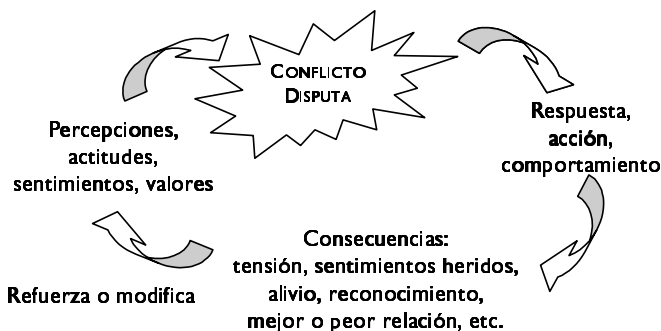 CONFLICTO
DISPUTA
Respuesta,
acción,
comportamiento
Percepciones,
actitudes,
sentimientos, valores
Consecuencias:
tensión, sentimientos heridos,
alivio, reconocimiento,
mejor o peor relación, etc.
Refuerza o modifica